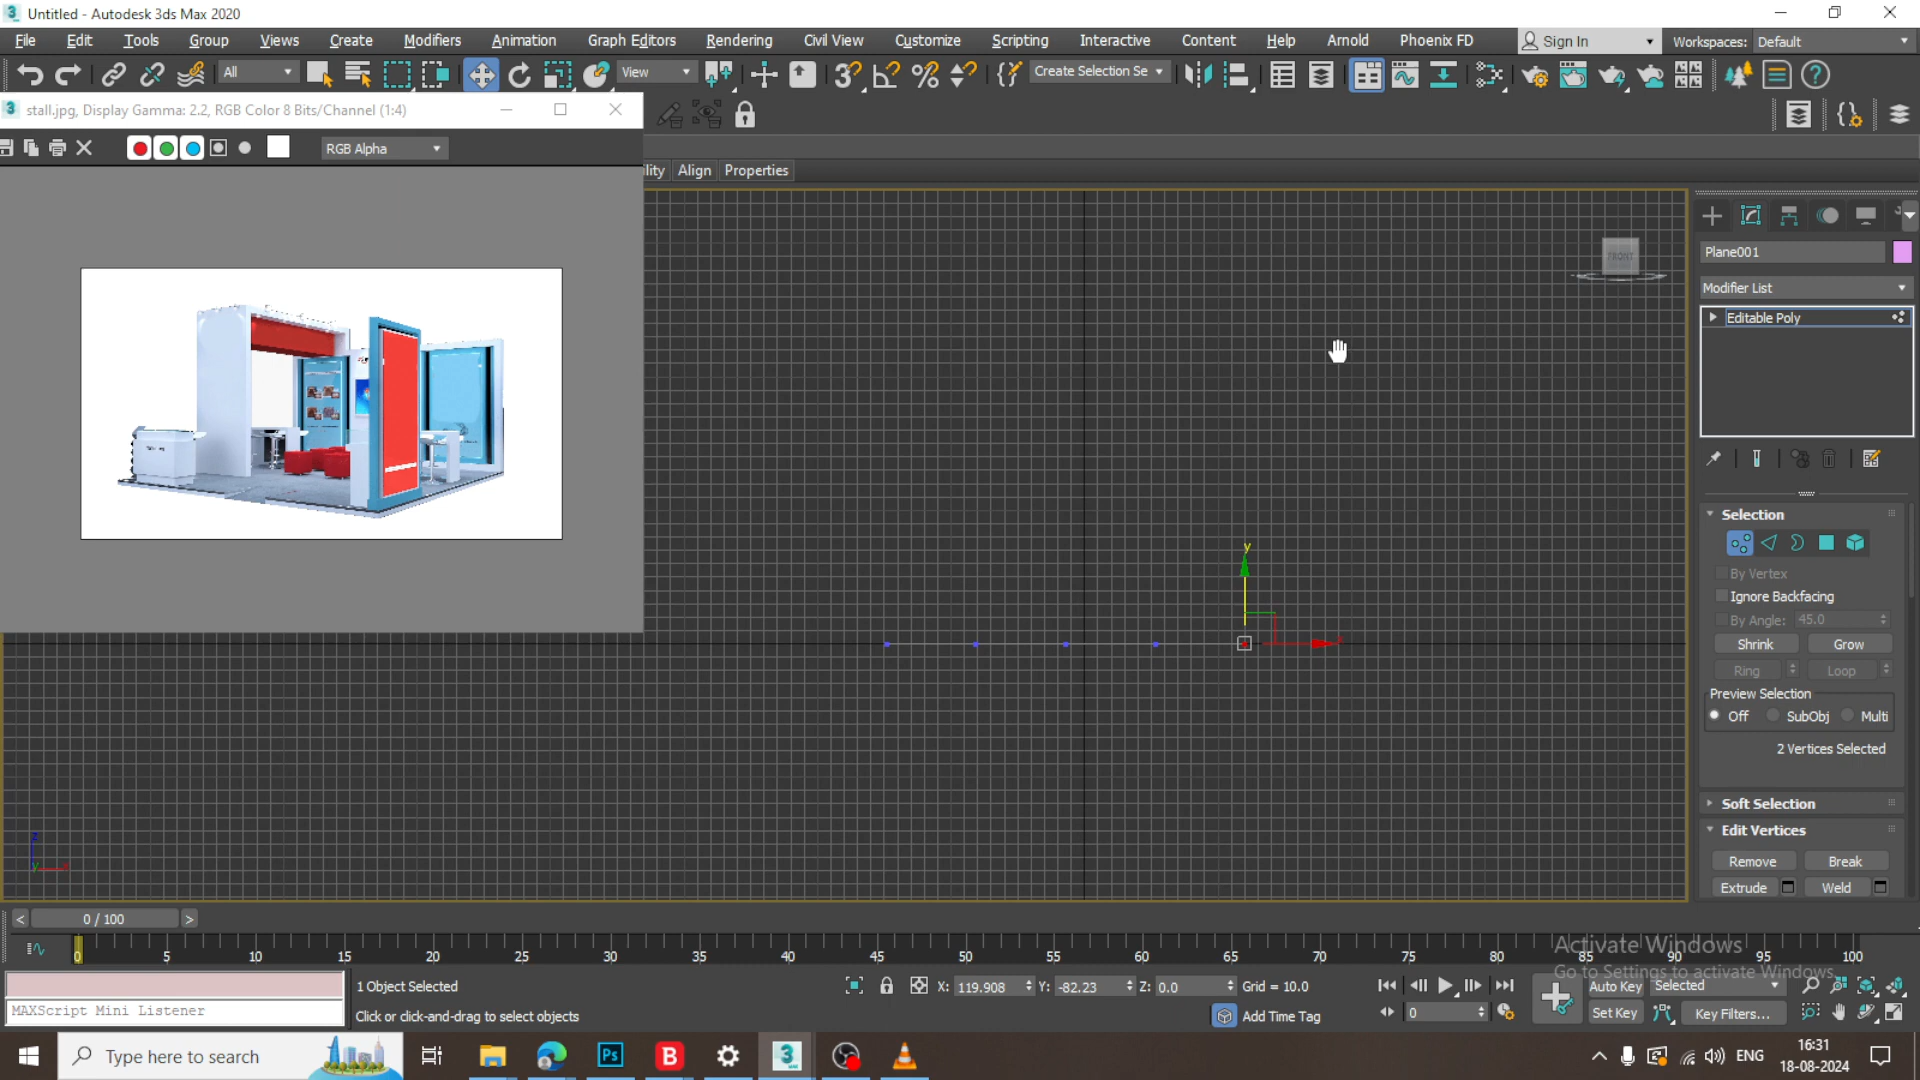 Untitled - Autodesk 3ds Max 2020
File Edit Tools Group Views Create Modifiers Animation Graph Editors Rendering Civil View Customize Scripting Interactive Content Help Arnold Phoenix FD Sign In Workspaces: Default
All View Create Selection Se
stall.jpg, Display Gamma: 2.2, RGB Color 8 Bits/Channel (1:4)
RGB Alpha
ility Align Properties
FRONT
Plane001
Modifier List
Editable Poly
Selection
By Vertex
Ignore Backfacing
By Angle: 45.0
Shrink Grow
Ring Loop
Preview Selection
Off SubObj Multi
2 Vertices Selected
Soft Selection
Edit Vertices
Remove Break
Extrude Weld
y
x
z
y x
< 0 / 100 >
0 5 10 15 20 25 30 35 40 45 50 55 60 65 70 75 80 85 90 95 100
Activate Windows
Go to Settings to activate Windows.
1 Object Selected X: 119.908 Y: -82.23 Z: 0.0 Grid = 10.0 Auto Key Selected
MAXScript Mini Listener Click or click-and-drag to select objects Add Time Tag 0 Set Key Key Filters...
Type here to search Ps B 3 ENG 16:31
18-08-2024